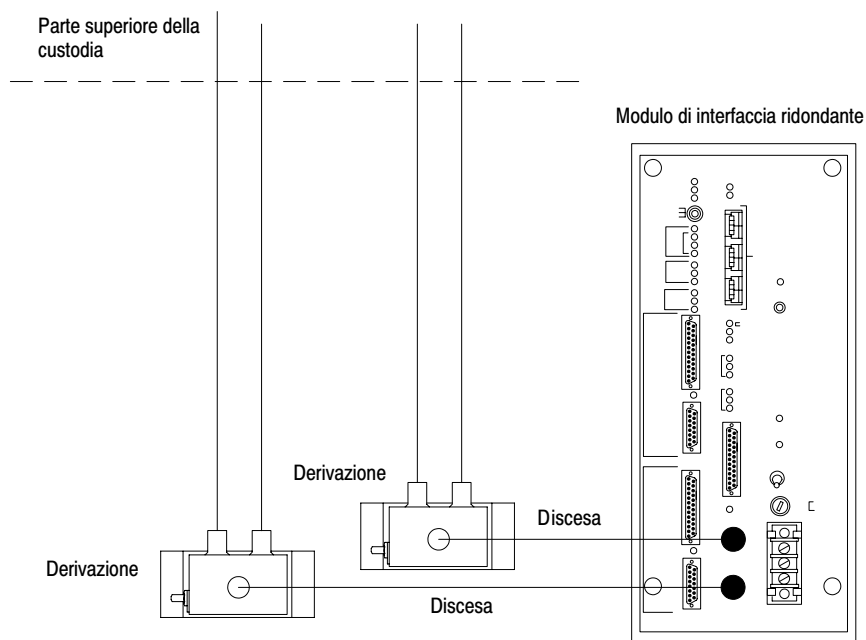 Parte superiore della
custodia
Modulo di interfaccia ridondante
Derivazione
Discesa
Derivazione
Discesa